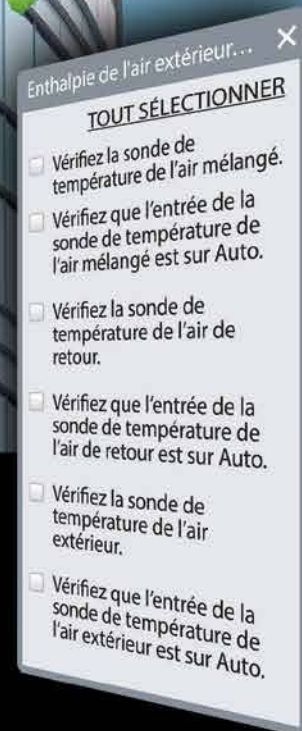 Enthalpie de l'air extérieur...
TOUT SÉLECTIONNER
Vérifiez la sonde de
température de l'air mélangé.
Vérifiez que l'entrée de la
sonde de température de
l'air mélangé est sur Auto.
Vérifiez la sonde de
température de l'air de
retour.
Vérifiez que l'entrée de la
sonde de température de
l'air de retour est sur Auto.
Vérifiez la sonde de
température de l'air
extérieur.
Vérifiez que l'entrée de la
sonde de température de
l'air extérieur est sur Auto.